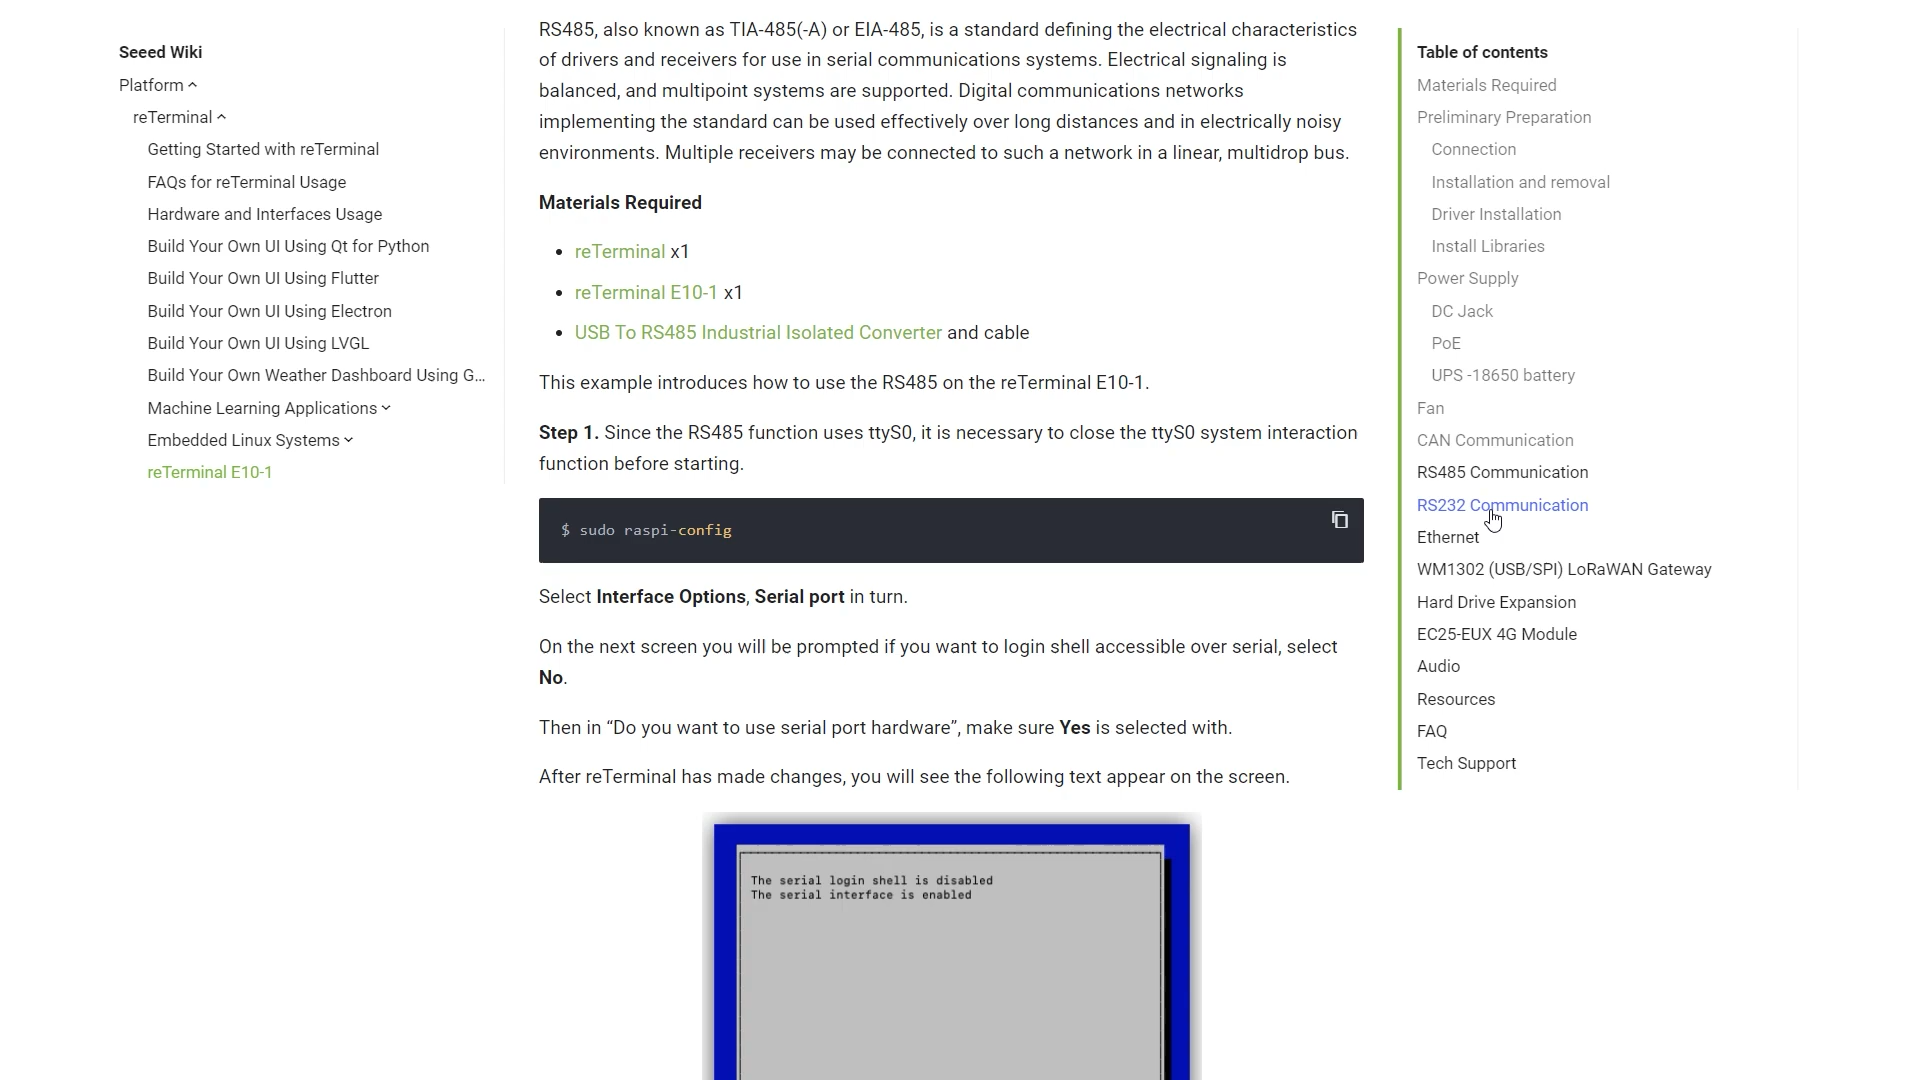 Seeed Wiki
Platform
reTerminal
Getting Started with reTerminal
FAQs for reTerminal Usage
Hardware and Interfaces Usage
Build Your Own UI Using Qt for Python
Build Your Own UI Using Flutter
Build Your Own UI Using Electron
Build Your Own UI Using LVGL
Build Your Own Weather Dashboard Using G...
Machine Learning Applications
Embedded Linux Systems
reTerminal E10-1
RS485, also known as TIA-485(-A) or EIA-485, is a standard defining the electrical characteristics
of drivers and receivers for use in serial communications systems. Electrical signaling is
balanced, and multipoint systems are supported. Digital communications networks
implementing the standard can be used effectively over long distances and in electrically noisy
environments. Multiple receivers may be connected to such a network in a linear, multidrop bus.
Materials Required
• reTerminal x1
• reTerminal E10-1 x1
• USB To RS485 Industrial Isolated Converter and cable
This example introduces how to use the RS485 on the reTerminal E10-1.
Step 1. Since the RS485 function uses ttyS0, it is necessary to close the ttyS0 system interaction
function before starting.
$ sudo raspi-config
Select Interface Options, Serial port in turn.
On the next screen you will be prompted if you want to login shell accessible over serial, select
No.
Then in “Do you want to use serial port hardware”, make sure Yes is selected with.
After reTerminal has made changes, you will see the following text appear on the screen.
The serial login shell is disabled
The serial interface is enabled
Table of contents
Materials Required
Preliminary Preparation
Connection
Installation and removal
Driver Installation
Install Libraries
Power Supply
DC Jack
PoE
UPS -18650 battery
Fan
CAN Communication
RS485 Communication
RS232 Communication
Ethernet
WM1302 (USB/SPI) LoRaWAN Gateway
Hard Drive Expansion
EC25-EUX 4G Module
Audio
Resources
FAQ
Tech Support